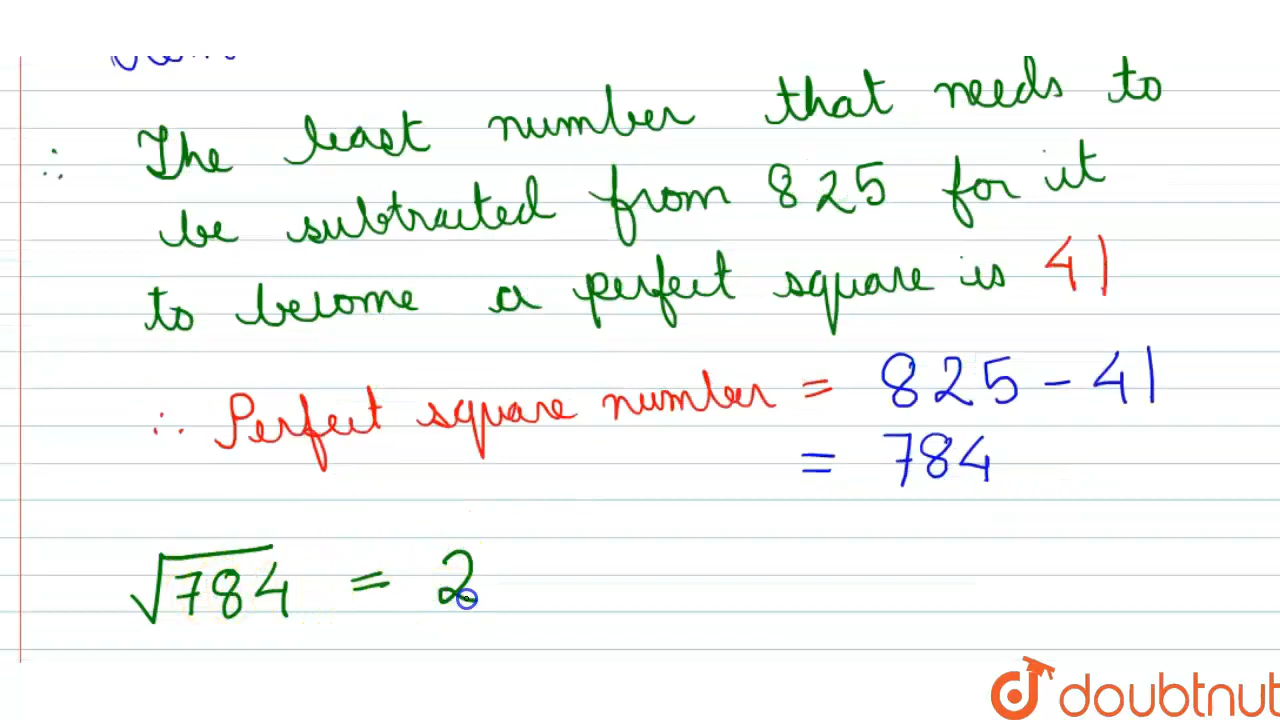 ∴ The least number that needs to
be subtracted from 825 for it
to become a perfect square is 41
∴ Perfect square number = 825 - 41
= 784
√784 = 2
doubtnut